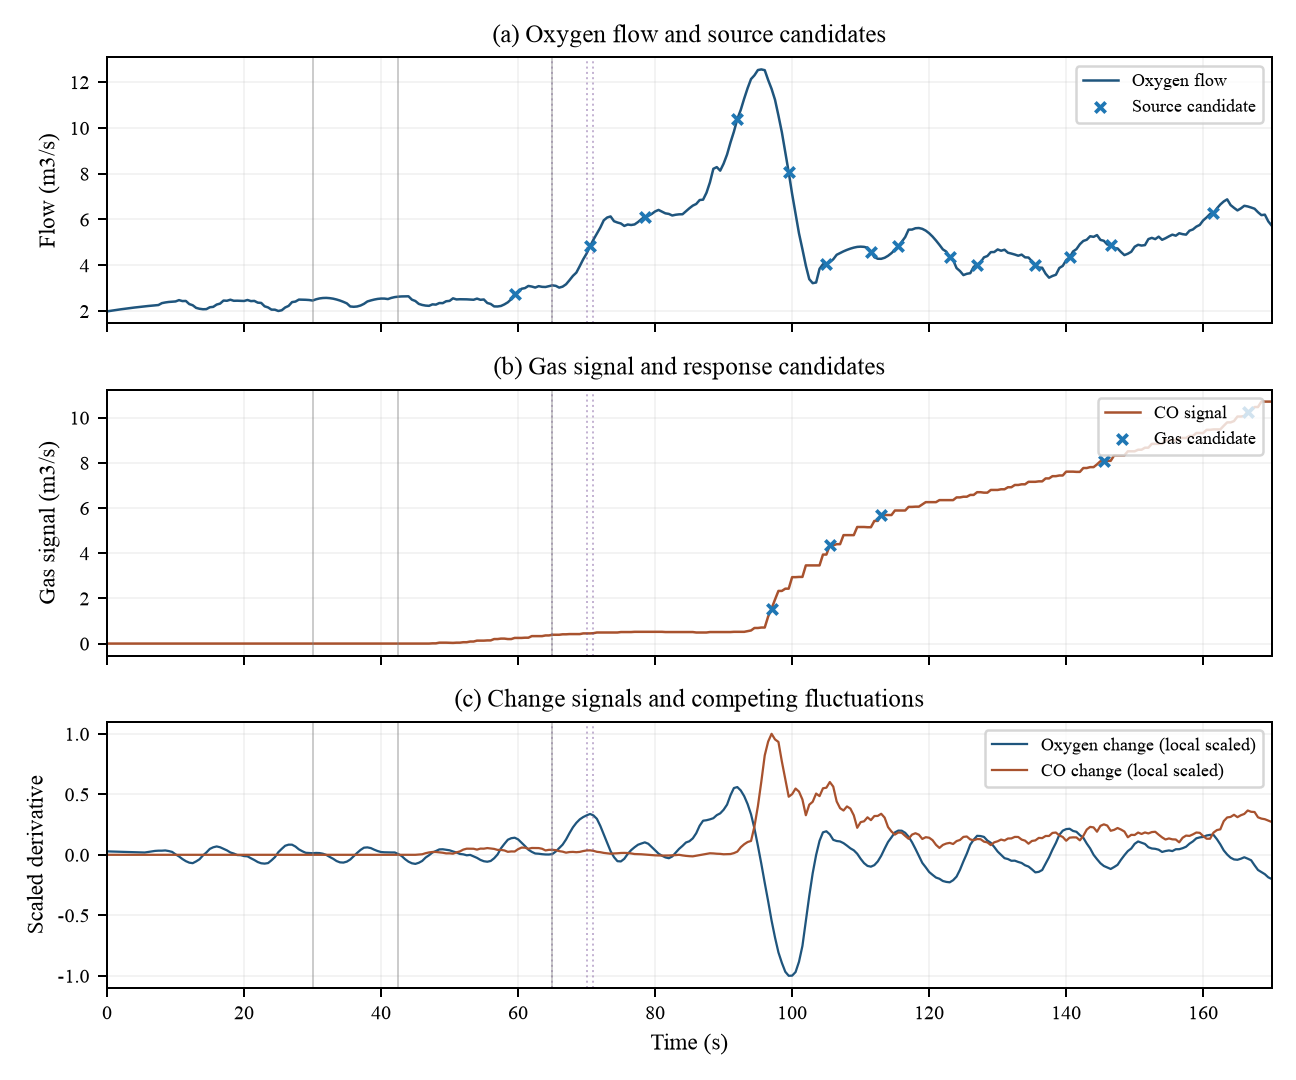 (a) Oxygen flow and source candidates
Flow (m3/s)
12
10
8
6
4
2
Oxygen flow
Source candidate
(b) Gas signal and response candidates
Gas signal (m3/s)
10
8
6
4
2
0
CO signal
Gas candidate
(c) Change signals and competing fluctuations
Scaled derivative
1.0
0.5
0.0
-0.5
-1.0
Oxygen change (local scaled)
CO change (local scaled)
0 20 40 60 80 100 120 140 160
Time (s)